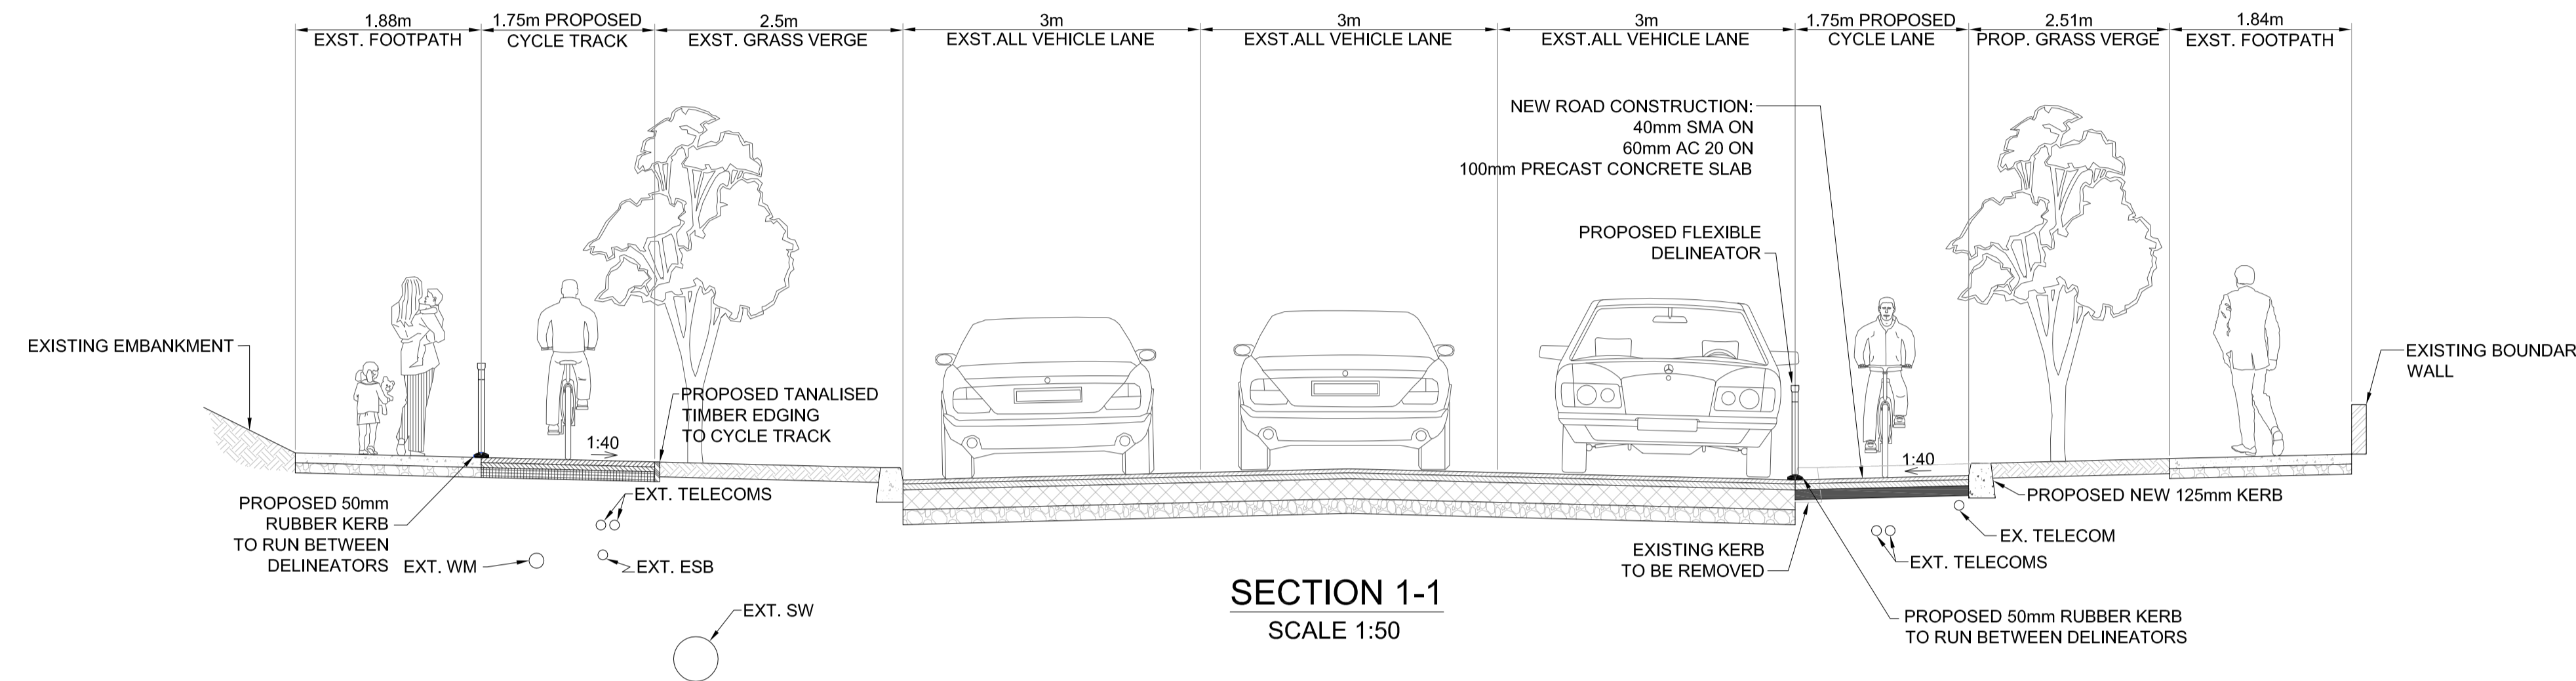 1.88m
EXST. FOOTPATH
1.75m PROPOSED
CYCLE TRACK
2.5m
EXST. GRASS VERGE
3m
EXST.ALL VEHICLE LANE
3m
EXST.ALL VEHICLE LANE
3m
EXST.ALL VEHICLE LANE
1.75m PROPOSED
CYCLE LANE
2.51m
PROP. GRASS VERGE
1.84m
EXST. FOOTPATH
NEW ROAD CONSTRUCTION:
40mm SMA ON
60mm AC 20 ON
100mm PRECAST CONCRETE SLAB
PROPOSED FLEXIBLE
DELINEATOR
EXISTING EMBANKMENT
EXISTING BOUNDAR
WALL
PROPOSED TANALISED
TIMBER EDGING
TO CYCLE TRACK
1:40
1:40
PROPOSED 50mm
RUBBER KERB
TO RUN BETWEEN
DELINEATORS
EXT. TELECOMS
EXT. WM
EXT. ESB
EXT. SW
PROPOSED NEW 125mm KERB
EX. TELECOM
EXT. TELECOMS
EXISTING KERB
TO BE REMOVED
PROPOSED 50mm RUBBER KERB
TO RUN BETWEEN DELINEATORS
SECTION 1-1
SCALE 1:50